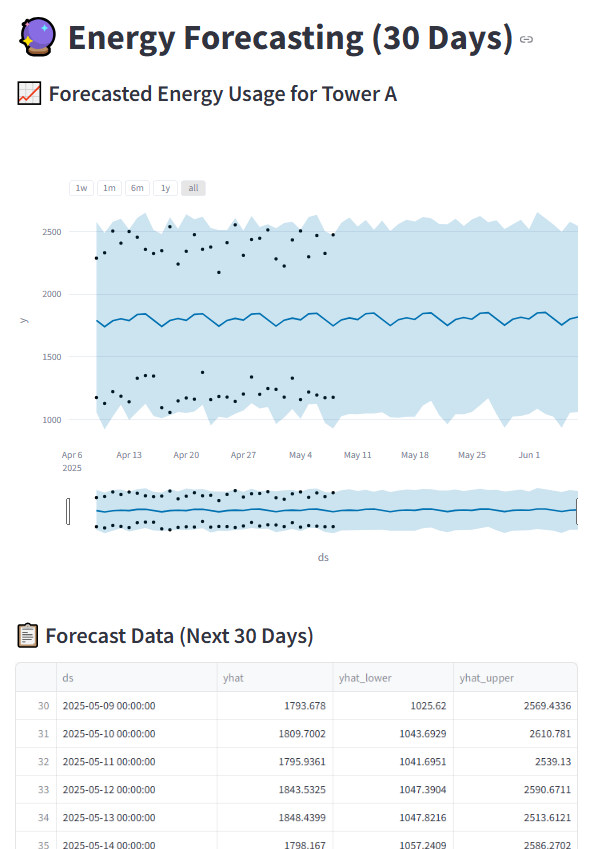 Energy Forecasting (30 Days)
Forecasted Energy Usage for Tower A
1w 1m 6m 1y all
2500
2000
y
1500
1000
Apr 6 Apr 13 Apr 20 Apr 27 May 4 May 11 May 18 May 25 Jun 1
2025
ds
Forecast Data (Next 30 Days)
ds yhat yhat_lower yhat_upper
30 2025-05-09 00:00:00 1793.678 1025.62 2569.4336
31 2025-05-10 00:00:00 1809.7002 1043.6929 2610.781
32 2025-05-11 00:00:00 1795.9361 1041.6951 2539.13
33 2025-05-12 00:00:00 1843.5325 1047.3904 2590.6711
34 2025-05-13 00:00:00 1848.4399 1047.8216 2513.6121
35 2025-05-14 00:00:00 1798.167 1057.2409 2586.2702